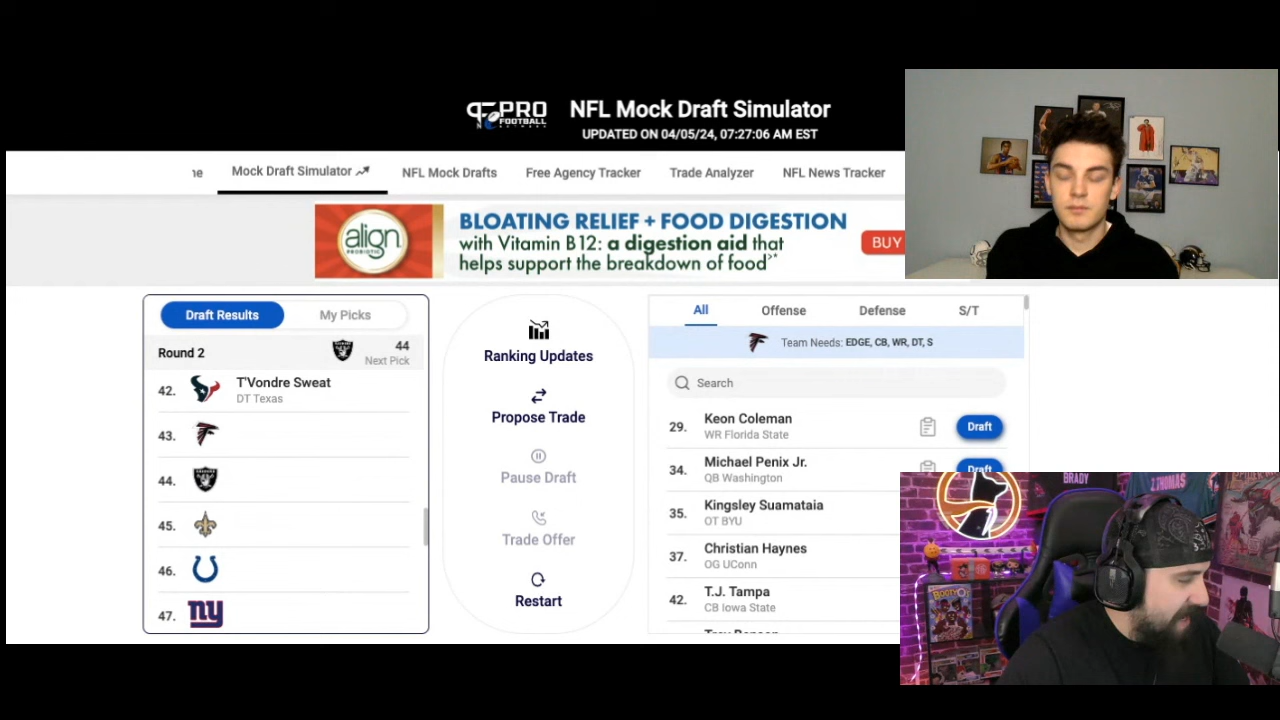 PRO
FOOTBALL
NETWORK
NFL Mock Draft Simulator
UPDATED ON 04/05/24, 07:27:06 AM EST
ne
Mock Draft Simulator
NFL Mock Drafts
Free Agency Tracker
Trade Analyzer
NFL News Tracker
align
PROBIOTIC
BLOATING RELIEF + FOOD DIGESTION
with Vitamin B12: a digestion aid that
helps support the breakdown of food˃*
BUY
Draft Results
My Picks
Round 2
44
Next Pick
42.
T'Vondre Sweat
DT Texas
43.
44.
45.
46.
47.
ny
Ranking Updates
Propose Trade
Pause Draft
Trade Offer
Restart
All
Offense
Defense
S/T
Team Needs: EDGE, CB, WR, DT, S
Search
29.
Keon Coleman
WR Florida State
Draft
34.
Michael Penix Jr.
QB Washington
Draft
35.
Kingsley Suamataia
OT BYU
37.
Christian Haynes
OG UConn
42.
T.J. Tampa
CB Iowa State
BRADY
Z THOMAS
BOOTYO'S